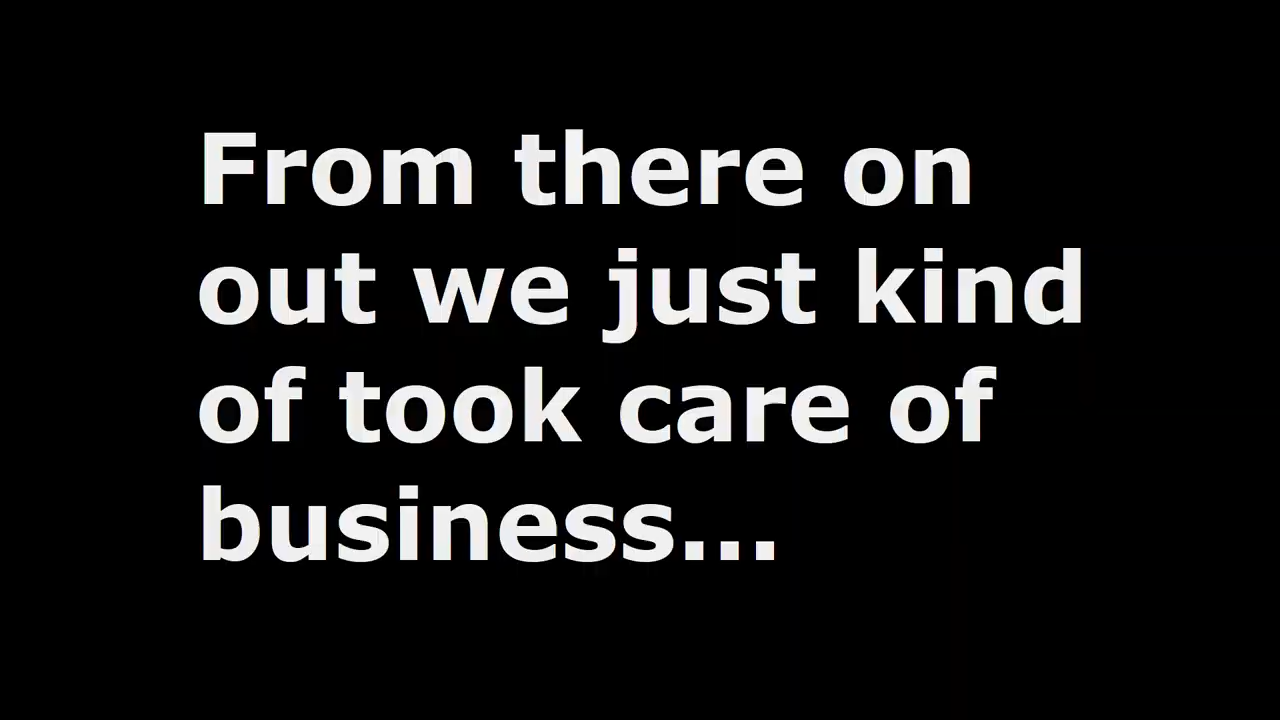 From there on
out we just kind
of took care of
business...